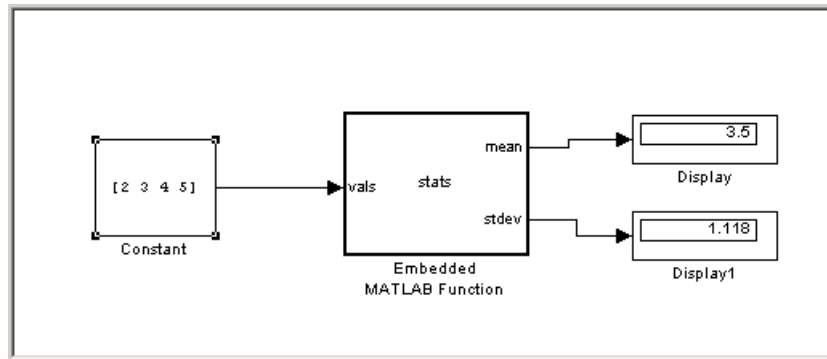 [2 3 4 5]
Constant
vals
stats
mean
stdev
Embedded
MATLAB Function
3.5
Display
1.118
Display1